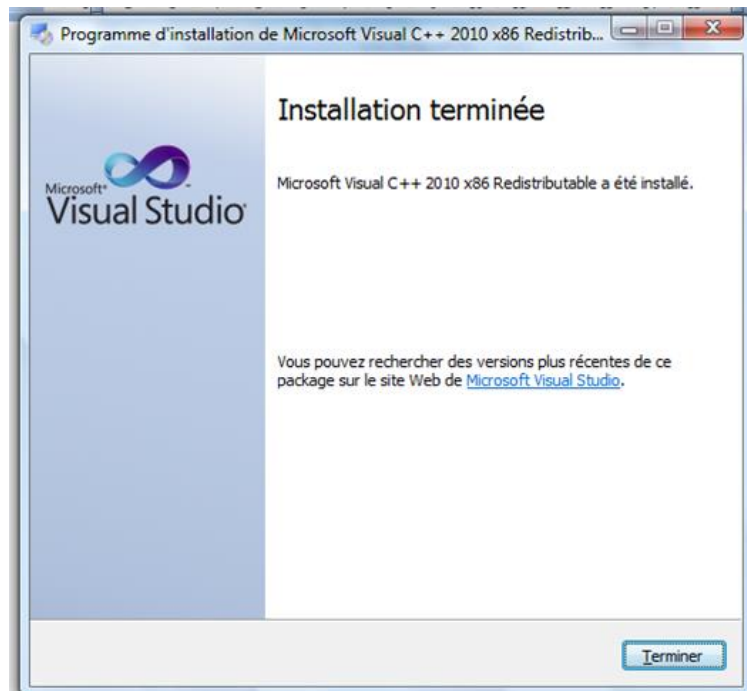 Programme d'installation de Microsoft Visual C++ 2010 x86 Redistrib...
Installation terminée
Microsoft Visual C++ 2010 x86 Redistributable a été installé.
Microsoft®
Visual Studio
Vous pouvez rechercher des versions plus récentes de ce
package sur le site Web de Microsoft Visual Studio.
Terminer